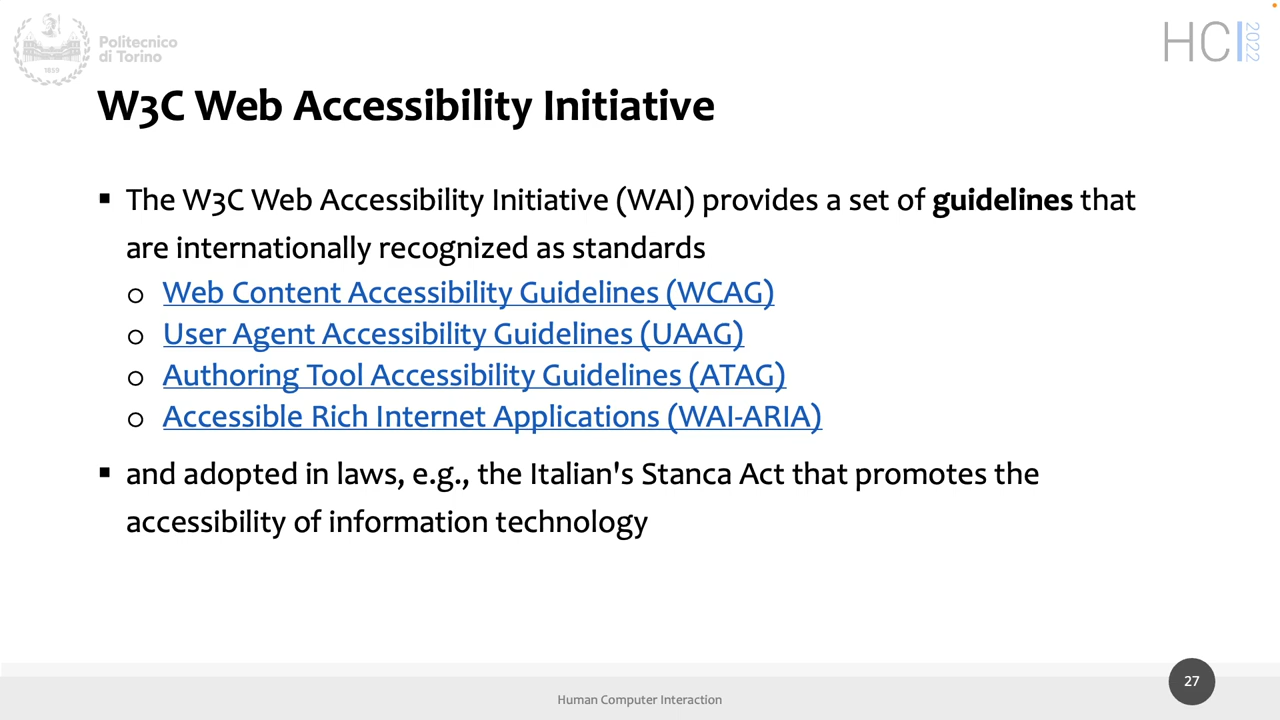 Politecnico
di Torino
1859
HCI 2022
W3C Web Accessibility Initiative
▪ The W3C Web Accessibility Initiative (WAI) provides a set of guidelines that
are internationally recognized as standards
o Web Content Accessibility Guidelines (WCAG)
o User Agent Accessibility Guidelines (UAAG)
o Authoring Tool Accessibility Guidelines (ATAG)
o Accessible Rich Internet Applications (WAI-ARIA)
▪ and adopted in laws, e.g., the Italian's Stanca Act that promotes the
accessibility of information technology
27
Human Computer Interaction